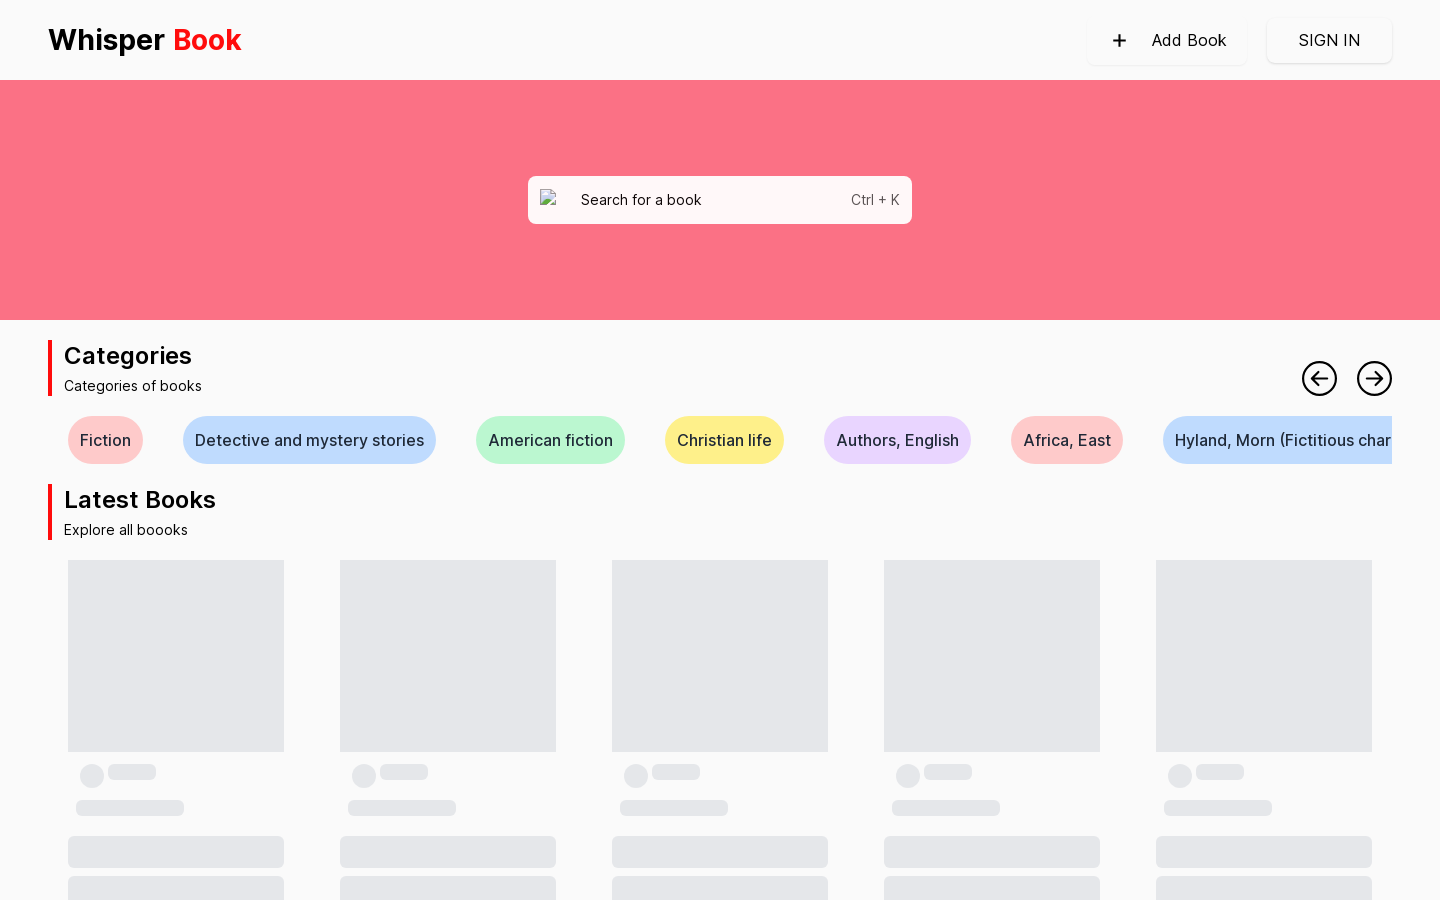 Whisper Book
Add Book
SIGN IN
Search for a book
Ctrl + K
Categories
Categories of books
Fiction
Detective and mystery stories
American fiction
Christian life
Authors, English
Africa, East
Hyland, Morn (Fictitious char
Latest Books
Explore all boooks